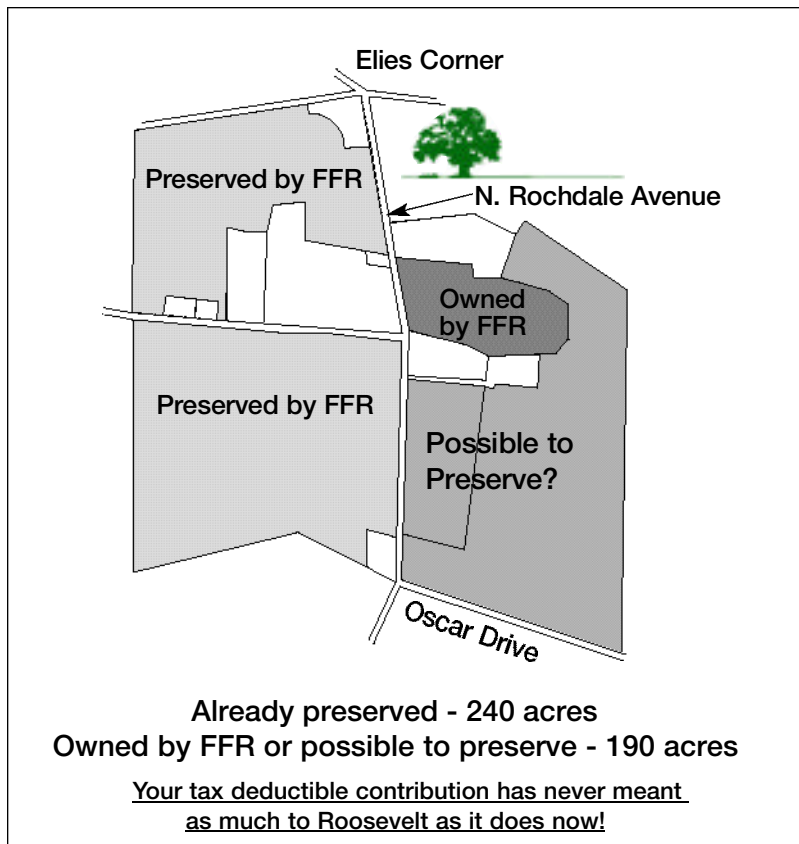 Elies Corner
Preserved by FFR
N. Rochdale Avenue
Owned
by FFR
Preserved by FFR
Possible to
Preserve?
Oscar Drive
Already preserved - 240 acres
Owned by FFR or possible to preserve - 190 acres
Your tax deductible contribution has never meant
as much to Roosevelt as it does now!